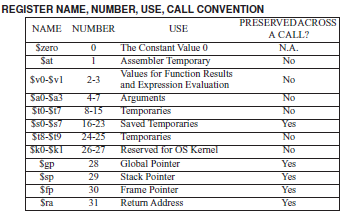 REGISTER NAME, NUMBER, USE, CALL CONVENTION
NAME NUMBER USE PRESERVED ACROSS A CALL?
$zero 0 The Constant Value 0 N.A.
$at 1 Assembler Temporary No
$v0-$v1 2-3 Values for Function Results and Expression Evaluation No
$a0-$a3 4-7 Arguments No
$t0-$t7 8-15 Temporaries No
$s0-$s7 16-23 Saved Temporaries Yes
$t8-$t9 24-25 Temporaries No
$k0-$k1 26-27 Reserved for OS Kernel No
$gp 28 Global Pointer Yes
$sp 29 Stack Pointer Yes
$fp 30 Frame Pointer Yes
$ra 31 Return Address Yes